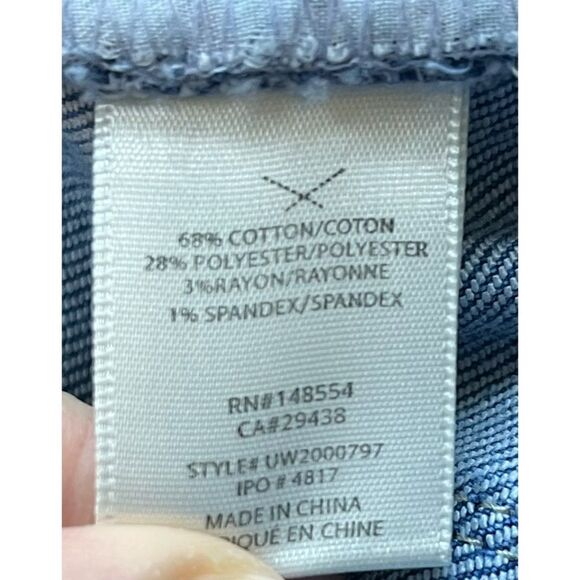 68% COTTON/COTON
28% POLYESTER/POLYESTER
3%RAYON/RAYONNE
1% SPANDEX/SPANDEX
RN#148554
CA#29438
STYLE# UW2000797
IPO # 4817
MADE IN CHINA
EN CHINE